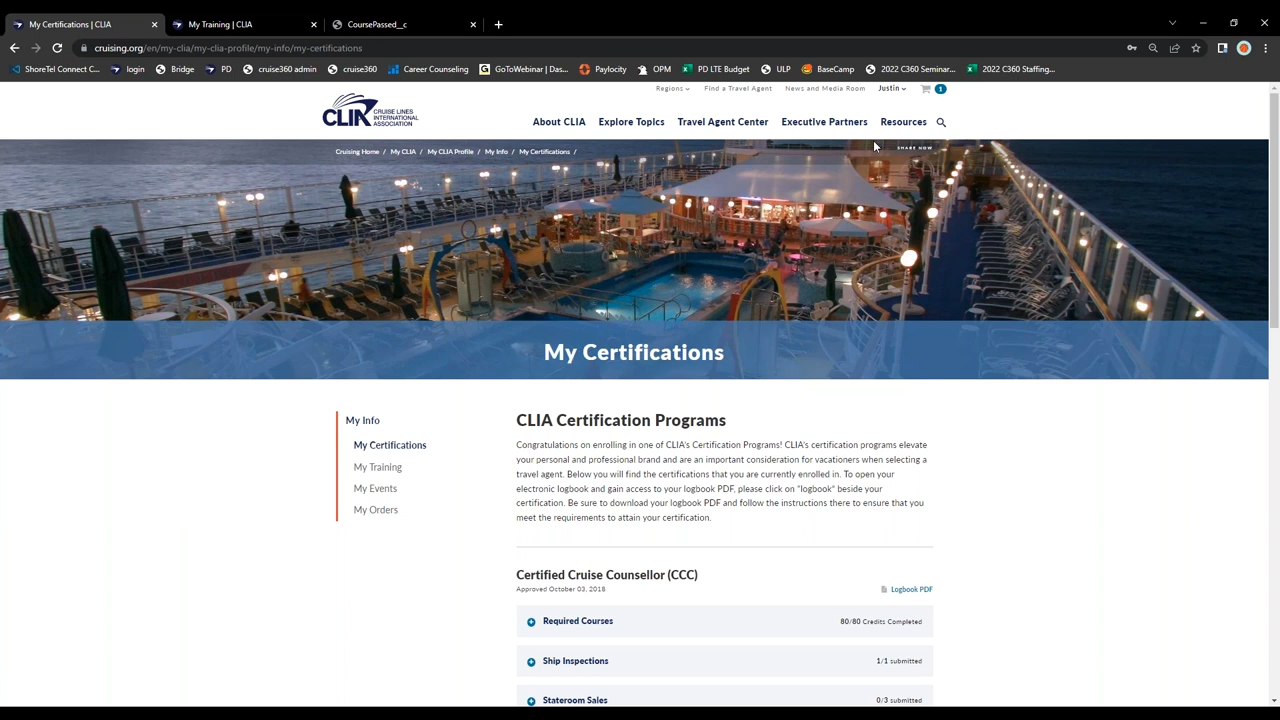 My Certifications | CLIA
My Training | CLIA
CoursePassed__c
cruising.org/en/my-clia/my-clia-profile/my-info/my-certifications
ShoreTel Connect C...
login
Bridge
PD
cruise360 admin
cruise360
Career Counseling
GoToWebinar | Das...
Paylocity
OPM
PD LTE Budget
ULP
BaseCamp
2022 C360 Seminar...
2022 C360 Staffing...
Regions
Find a Travel Agent
News and Media Room
Justin
1
CLIA CRUISE LINES
INTERNATIONAL
ASSOCIATION
About CLIA
Explore Topics
Travel Agent Center
Executive Partners
Resources
Cruising Home / My CLIA / My CLIA Profile / My Info / My Certifications /
SHARE NOW
My Certifications
My Info
My Certifications
My Training
My Events
My Orders
CLIA Certification Programs
Congratulations on enrolling in one of CLIA's Certification Programs! CLIA's certification programs elevate
your personal and professional brand and are an important consideration for vacationers when selecting a
travel agent. Below you will find the certifications that you are currently enrolled in. To open your
electronic logbook and gain access to your logbook PDF, please click on "logbook" beside your
certification. Be sure to download your logbook PDF and follow the instructions there to ensure that you
meet the requirements to attain your certification.
Certified Cruise Counsellor (CCC)
Approved October 03, 2018
Logbook PDF
Required Courses
80/80 Credits Completed
Ship Inspections
1/1 submitted
Stateroom Sales
0/3 submitted